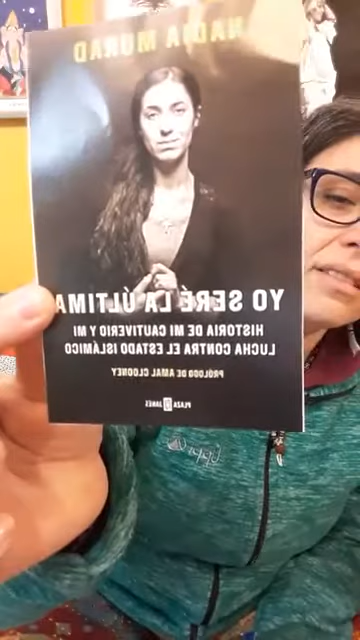 NADIA MURAD
YO SERÉ LA ÚLTIMA
HISTORIA DE MI CAUTIVERIO Y MI
LUCHA CONTRA EL ESTADO ISLÁMICO
PRÓLOGO DE AMAL CLOONEY
PLAZA JANÉS